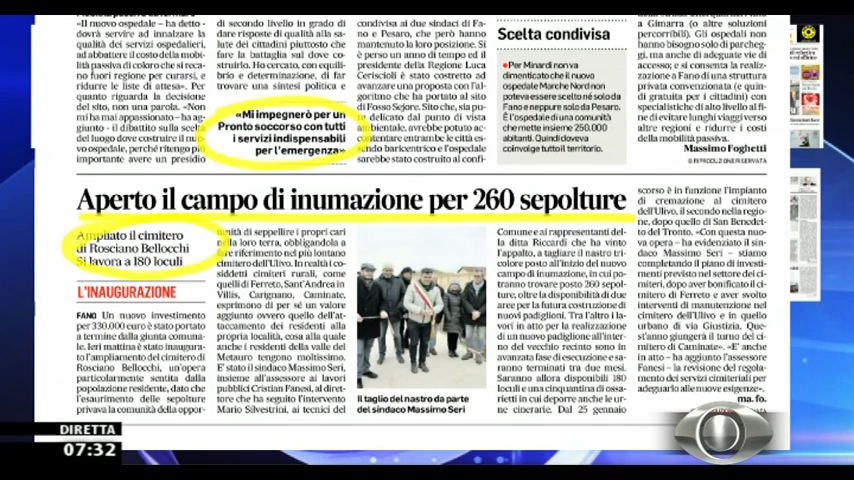 «Il nuovo ospedale – ha detto -
dovrà servire ad innalzare la
qualità dei servizi ospedalieri,
ad abbattere il costo della mobi-
lità passiva di coloro che si reca-
no fuori regione per curarsi, e
ridurre le liste di attesa». Per
quanto riguarda la decisione
del sito, non una parola. «Non
mi ha mai appassionato – ha ag-
giunto - il dibattito sulla scelta
del luogo dove costruire il nuo-
vo ospedale, perché ritengo più
importante avere un presidio
di secondo livello in grado di
dare risposte di qualità alla sa-
lute dei cittadini piuttosto che
fare la battaglia sul dove co-
struirlo. Ho cercato, con equili-
brio e determinazione, di far
trovare una sintesi politica e
«Mi impegnerò per un
Pronto soccorso con tutti
i servizi indispensabili
per l'emergenza»
condivisa ai due sindaci di Fa-
no e Pesaro, che però hanno
mantenuto la loro posizione. Si
è perso un anno di tempo ed il
presidente della Regione Luca
Ceriscioli è stato costretto ad
avanzare una proposta con l'al-
goritmo che ha portato al sito
di Fosso Sejore. Sito che, sia pu-
re delicato dal punto di vista
ambientale, avrebbe potuto ac-
contentare entrambe le città es-
sendo baricentrico e l'ospedale
sarebbe stato costruito al confi-
Scelta condivisa
● Per Minardi non va
dimenticato che il nuovo
ospedale Marche Nord non
poteva essere scelto né solo da
Fano e neppure solo da Pesaro.
È l'ospedale di una comunità
che mette insieme 250.000
abitanti. Quindi doveva
coinvolge tutto il territorio.
a Gimarra (o altre soluzioni
percorribili). Gli ospedali non
hanno bisogno solo di parcheg-
gi, ma anche di adeguate vie di
accesso; e si consenta la realiz-
zazione a Fano di una struttura
privata convenzionata (e quin-
di gratuita per i cittadini) con
specialistiche di alto livello al fi-
ne di evitare lunghi viaggi verso
altre regioni e ridurre i costi
della mobilità passiva.
Massimo Foghetti
© RIPRODUZIONE RISERVATA
Aperto il campo di inumazione per 260 sepolture
Ampliato il cimitero
di Rosciano Bellocchi
Si lavora a 180 loculi
L'INAUGURAZIONE
FANO Un nuovo investimento
per 330.000 euro è stato portato
a termine dalla giunta comuna-
le. Ieri mattina è stato inaugura-
to l'ampliamento del cimitero di
Rosciano Bellocchi, un'opera
particolarmente sentita dalla
popolazione residente, dato che
l'esaurimento delle sepolture
privava la comunità della oppor-
tunità di seppellire i propri cari
nella loro terra, obbligandola a
fare riferimento nel più lontano
cimitero dell'Ulivo. In realtà i co-
siddetti cimiteri rurali, come
quelli di Ferreto, Sant'Andrea in
Villis, Carignano, Caminate,
esprimono di per sé un valore
aggiunto ovvero quello dell'at-
taccamento dei residenti alla
propria località, cosa alla quale
anche i residenti della valle del
Metauro tengono moltissimo.
E' stato il sindaco Massimo Seri,
insieme all'assessore ai lavori
pubblici Cristian Fanesi, al diret-
tore che ha seguito l'intervento
Mario Silvestrini, ai tecnici del
Il taglio del nastro da parte
del sindaco Massimo Seri
Comune e ai rappresentanti del-
la ditta Riccardi che ha vinto
l'appalto, a tagliare il nastro tri-
colore posto all'inizio del nuovo
campo di inumazione, in cui po-
tranno trovare posto 260 sepol-
ture, oltre la disponibilità di due
aree per la futura costruzione di
nuovi padiglioni. Tra l'altro i la-
vori in atto per la realizzazione
di un nuovo padiglione all'inter-
no del vecchio recinto sono in
avanzata fase di esecuzione e sa-
ranno terminati tra due mesi.
Saranno allora disponibili 180
loculi e una cinquantina di ossa-
rietti in cui deporre anche le ur-
ne cinerarie. Dal 25 gennaio
scorso è in funzione l'impianto
di cremazione al cimitero
dell'Ulivo, il secondo nella regio-
ne, dopo quello di San Benedet-
to del Tronto. «Con questa nuo-
va opera – ha evidenziato il sin-
daco Massimo Seri – stiamo
completando il piano di investi-
menti previsto nel settore dei ci-
miteri, dopo aver bonificato il ci-
mitero di Ferreto e aver svolto
interventi di manutenzione nel
cimitero dell'Ulivo e in quello
urbano di via Giustizia. Que-
st'anno giungerà il turno del ci-
mitero di Caminate». «E' anche
in atto – ha aggiunto l'assessore
Fanesi – la revisione del regola-
mento dei servizi cimiteriali per
adeguarlo alle nuove esigenze».
ma. fo.
DIRETTA
07:32